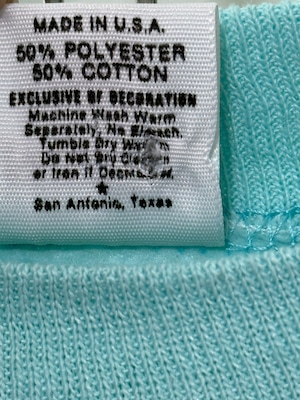 MADE IN U.S.A.
50% POLYESTER
50% COTTON
EXCLUSIVE OF DECORATION
Machine Wash Warm
Separately, No Bleach.
Tumble Dry Warm
Do Not Dry Clean
or Iron if Decorated
★
San Antonio, Texas